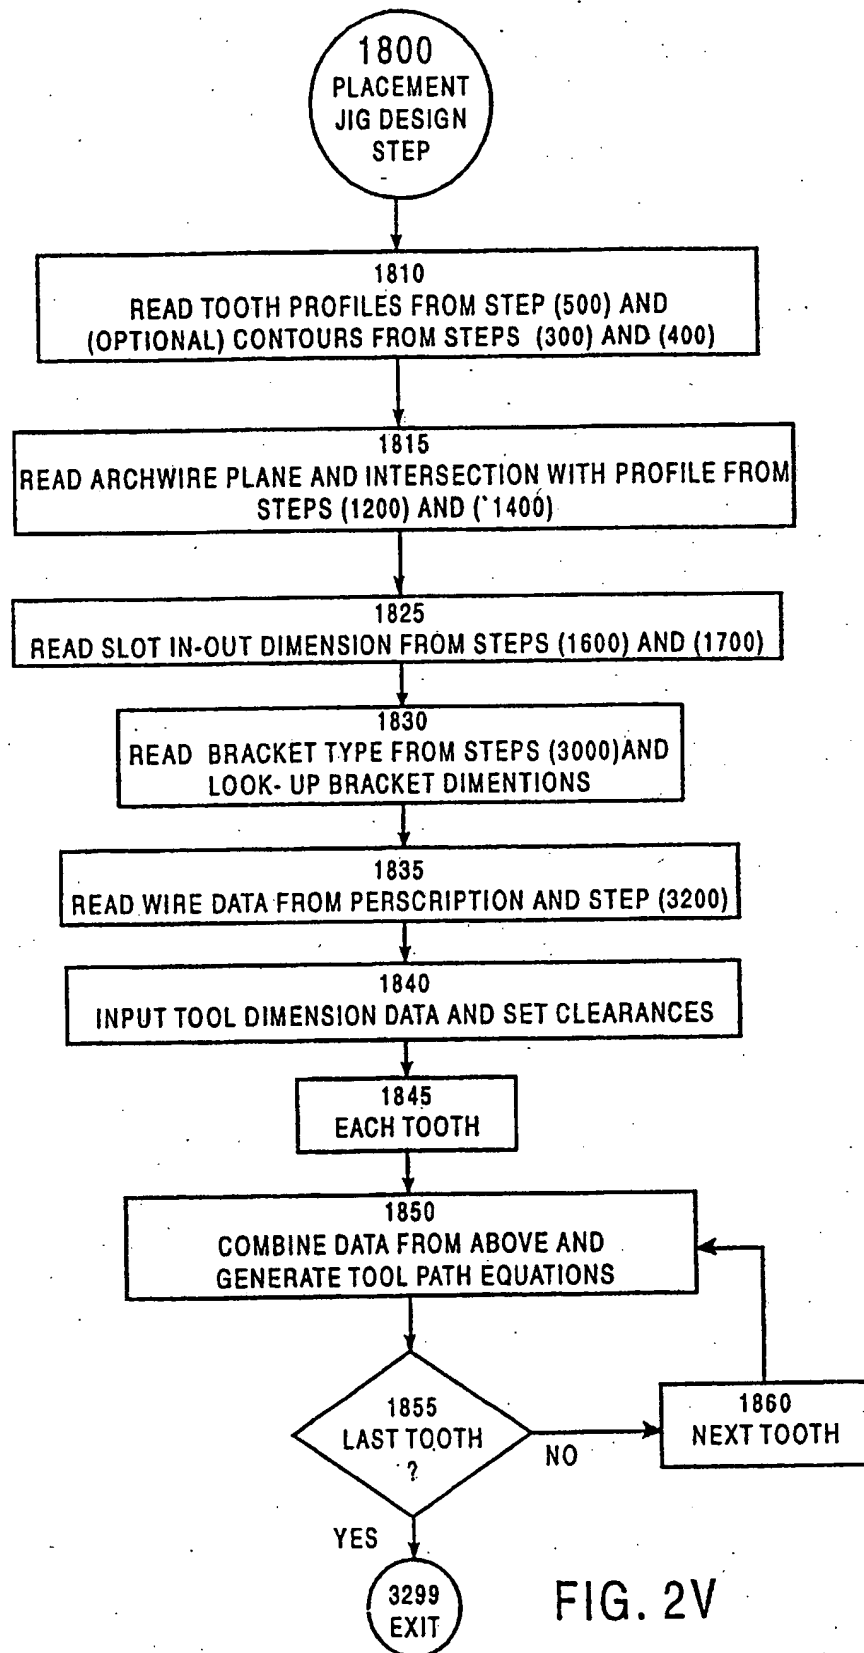 1800
PLACEMENT
JIG DESIGN
STEP
1810
READ TOOTH PROFILES FROM STEP (500) AND
(OPTIONAL) CONTOURS FROM STEPS (300) AND (400)
1815
READ ARCHWIRE PLANE AND INTERSECTION WITH PROFILE FROM
STEPS (1200) AND (`1400)
1825
READ SLOT IN-OUT DIMENSION FROM STEPS (1600) AND (1700)
1830
READ BRACKET TYPE FROM STEPS (3000)AND
LOOK- UP BRACKET DIMENTIONS
1835
READ WIRE DATA FROM PERSCRIPTION AND STEP (3200)
1840
INPUT TOOL DIMENSION DATA AND SET CLEARANCES
1845
EACH TOOTH
1850
COMBINE DATA FROM ABOVE AND
GENERATE TOOL PATH EQUATIONS
1855
LAST TOOTH
?
NO
1860
NEXT TOOTH
YES
3299
EXIT
FIG. 2V